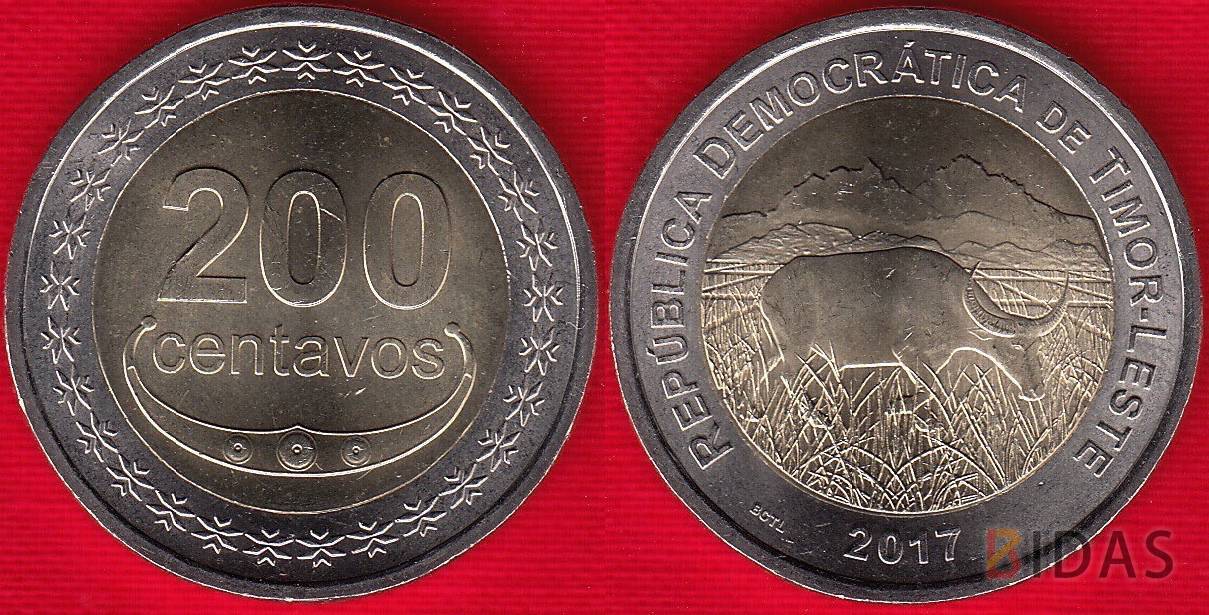 200
centavos
REPÚBLICA DEMOCRÁTICA DE TIMOR-LESTE
BCTL
2017
BIDAS